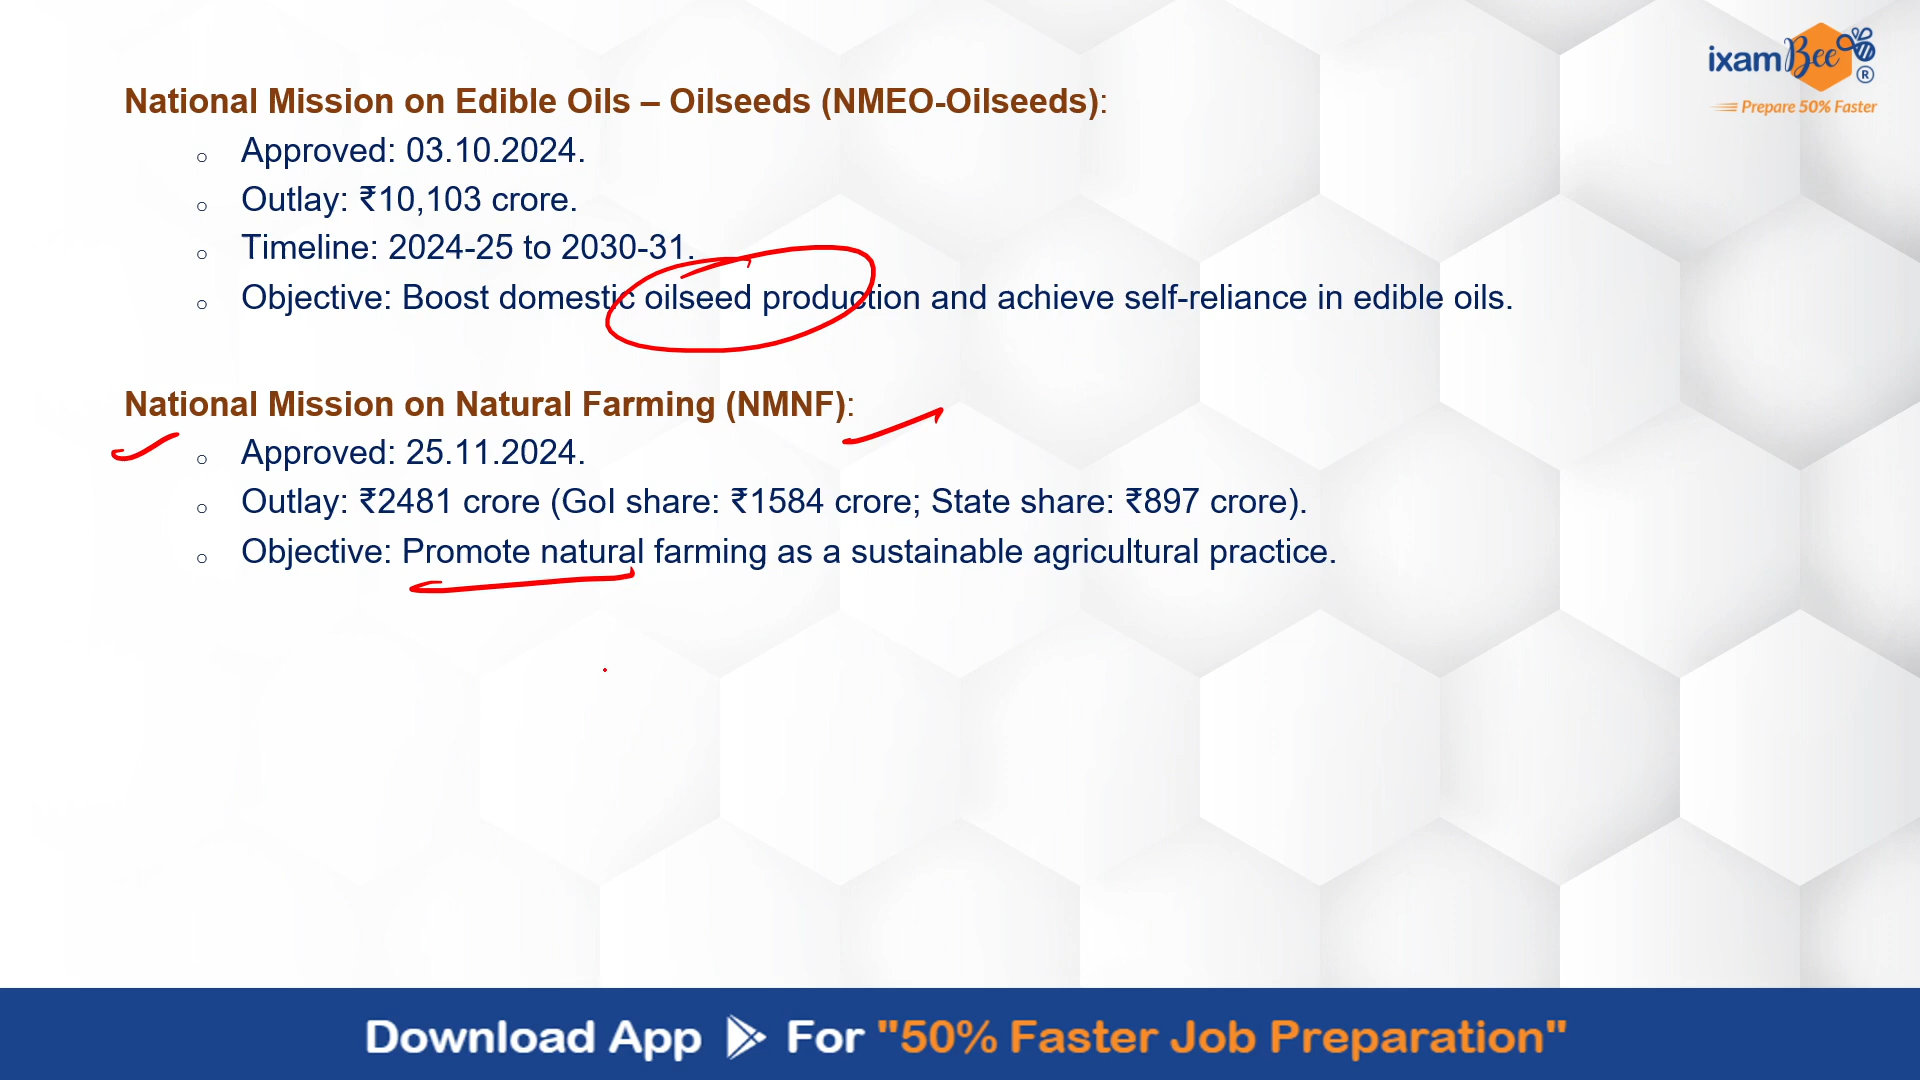 ixamBee
®
Prepare 50% Faster
National Mission on Edible Oils – Oilseeds (NMEO-Oilseeds):
○ Approved: 03.10.2024.
○ Outlay: ₹10,103 crore.
○ Timeline: 2024-25 to 2030-31.
○ Objective: Boost domestic oilseed production and achieve self-reliance in edible oils.
National Mission on Natural Farming (NMNF):
○ Approved: 25.11.2024.
○ Outlay: ₹2481 crore (GoI share: ₹1584 crore; State share: ₹897 crore).
○ Objective: Promote natural farming as a sustainable agricultural practice.
Download App For "50% Faster Job Preparation"